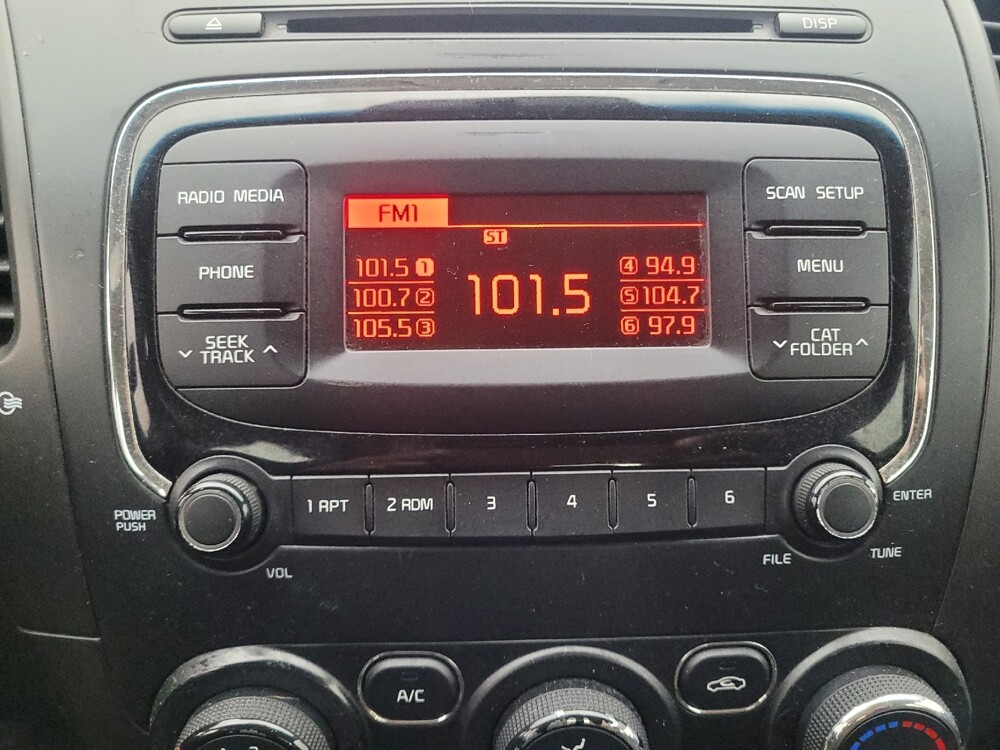 DISP
RADIO MEDIA
PHONE
SEEK
TRACK
FM1
ST
101.5 1
100.7 2
105.5 3
101.5
4 94.9
5 104.7
6 97.9
SCAN SETUP
MENU
CAT
FOLDER
1 RPT
2 RDM
3
4
5
6
POWER
PUSH
VOL
ENTER
FILE
TUNE
A/C